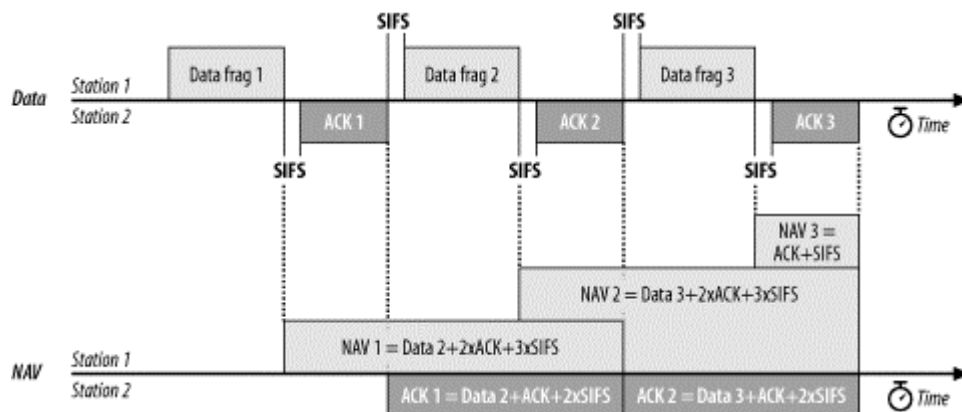 SIFS SIFS
Data frag 1 Data frag 2 Data frag 3
Station 1
Data
Station 2
ACK 1 ACK 2 ACK 3
Time
SIFS SIFS SIFS
NAV 3 =
ACK+SIFS
NAV 2 = Data 3+2xACK+3xSIFS
NAV 1 = Data 2+2xACK+3xSIFS
Station 1
NAV
Station 2
ACK 1 = Data 2+ACK+2xSIFS ACK 2 = Data 3+ACK+2xSIFS
Time